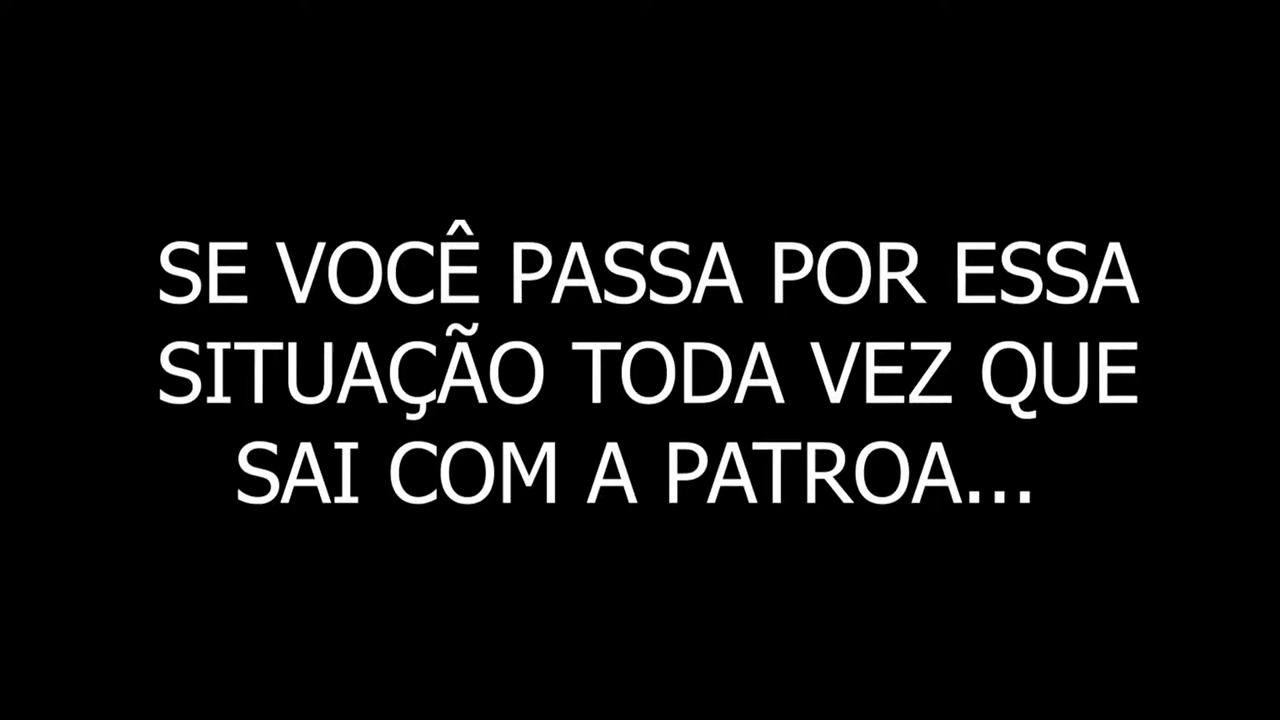 SE VOCÊ PASSA POR ESSA
SITUAÇÃO TODA VEZ QUE
SAI COM A PATROA...